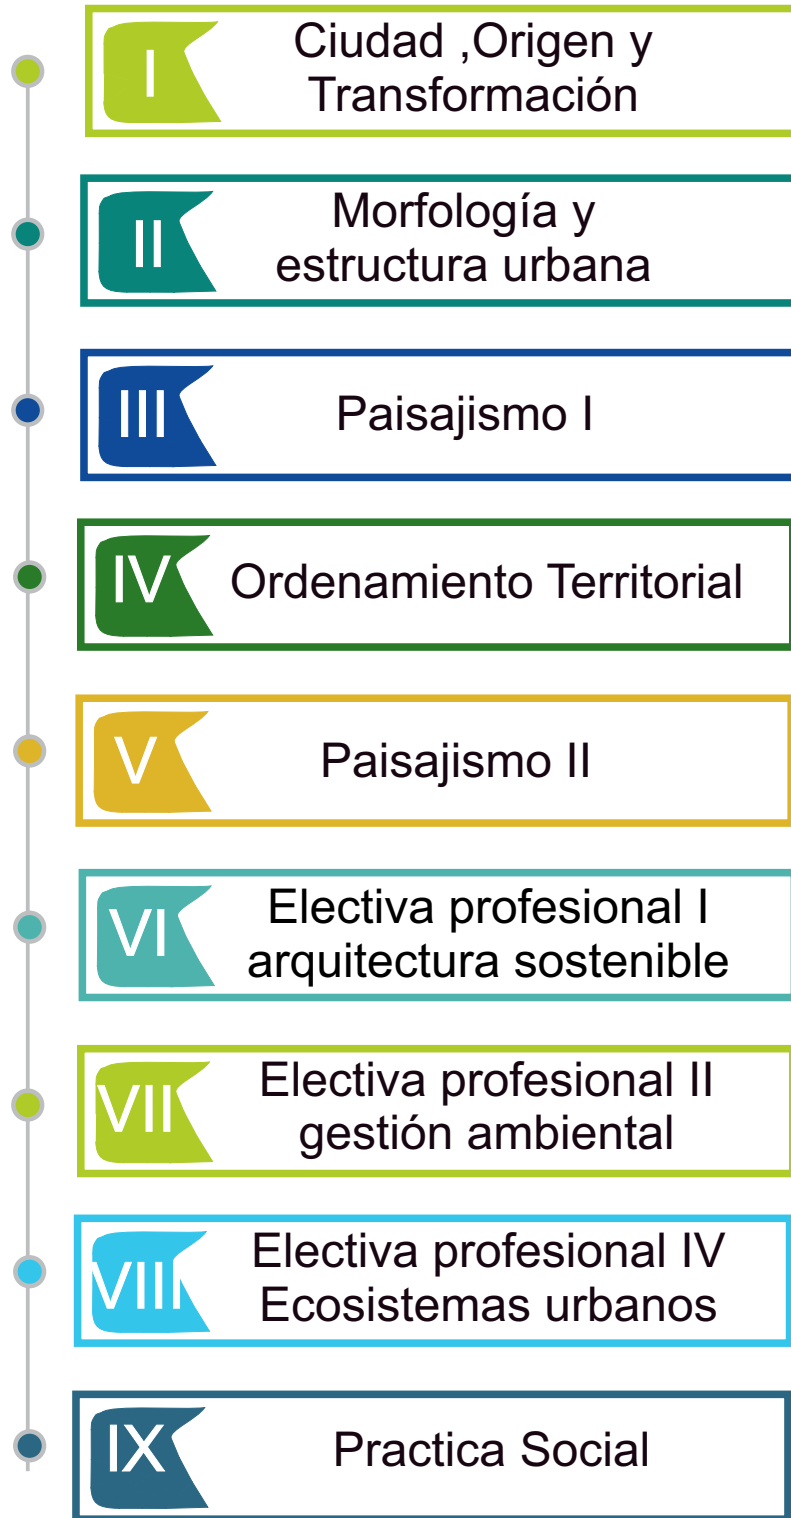 I
Ciudad ,Origen y
Transformación
II
Morfología y
estructura urbana
III
Paisajismo I
IV
Ordenamiento Territorial
V
Paisajismo II
VI
Electiva profesional I
arquitectura sostenible
VII
Electiva profesional II
gestión ambiental
VIII
Electiva profesional IV
Ecosistemas urbanos
IX
Practica Social